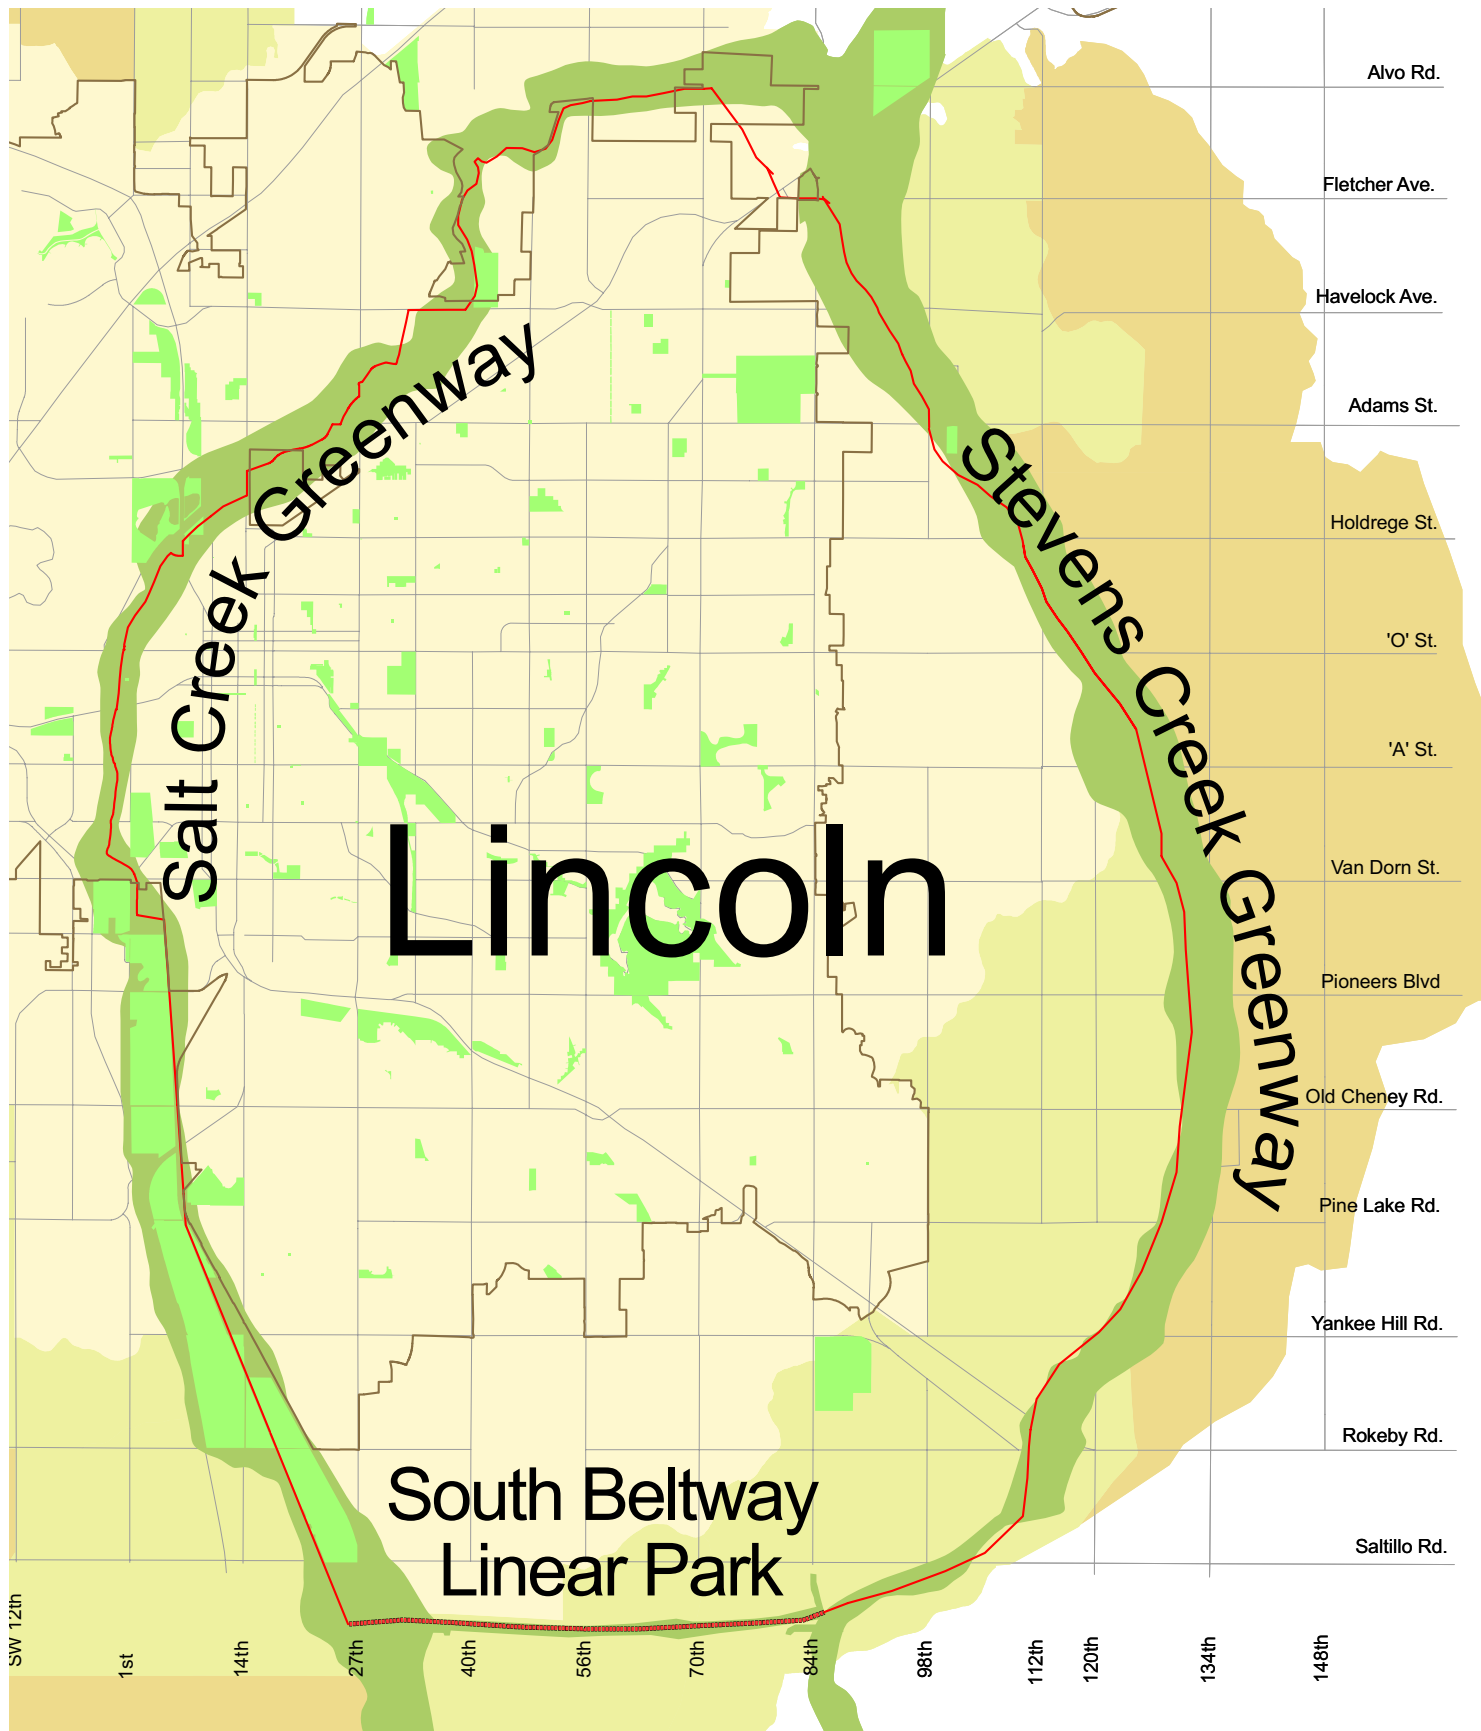 Alvo Rd.
Fletcher Ave.
Havelock Ave.
Adams St.
Holdrege St.
'O' St.
'A' St.
Van Dorn St.
Pioneers Blvd
Old Cheney Rd.
Pine Lake Rd.
Yankee Hill Rd.
Rokeby Rd.
Saltillo Rd.
Salt Creek Greenway
Stevens Creek Greenway
Lincoln
South Beltway
Linear Park
SW 12th
1st
14th
27th
40th
56th
70th
84th
98th
112th
120th
134th
148th